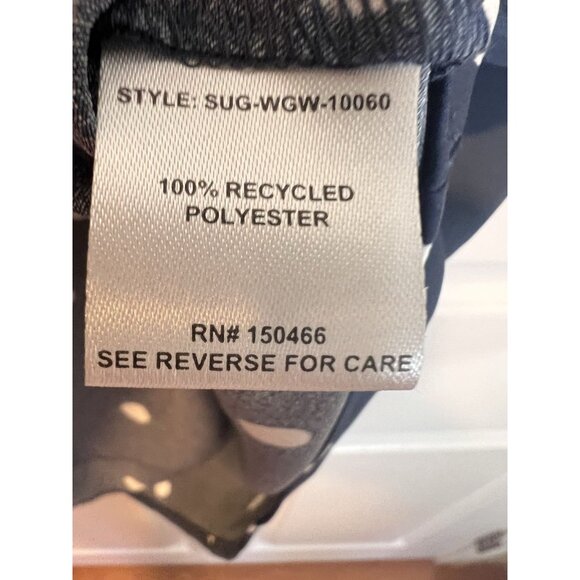 STYLE: SUG-WGW-10060
100% RECYCLED
POLYESTER
RN# 150466
SEE REVERSE FOR CARE